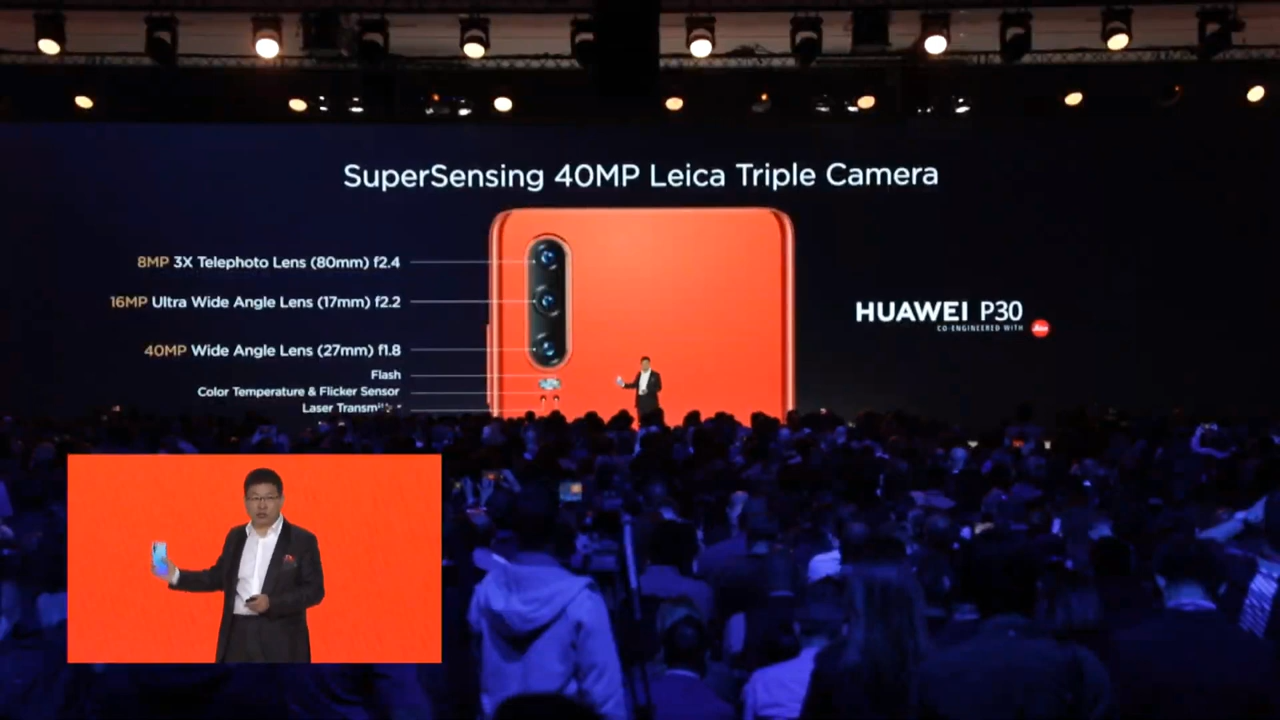 SuperSensing 40MP Leica Triple Camera
8MP 3X Telephoto Lens (80mm) f2.4
16MP Ultra Wide Angle Lens (17mm) f2.2
40MP Wide Angle Lens (27mm) f1.8
Flash
Color Temperature & Flicker Sensor
Laser
HUAWEI P30
CO-ENGINEERED WITH
Leica